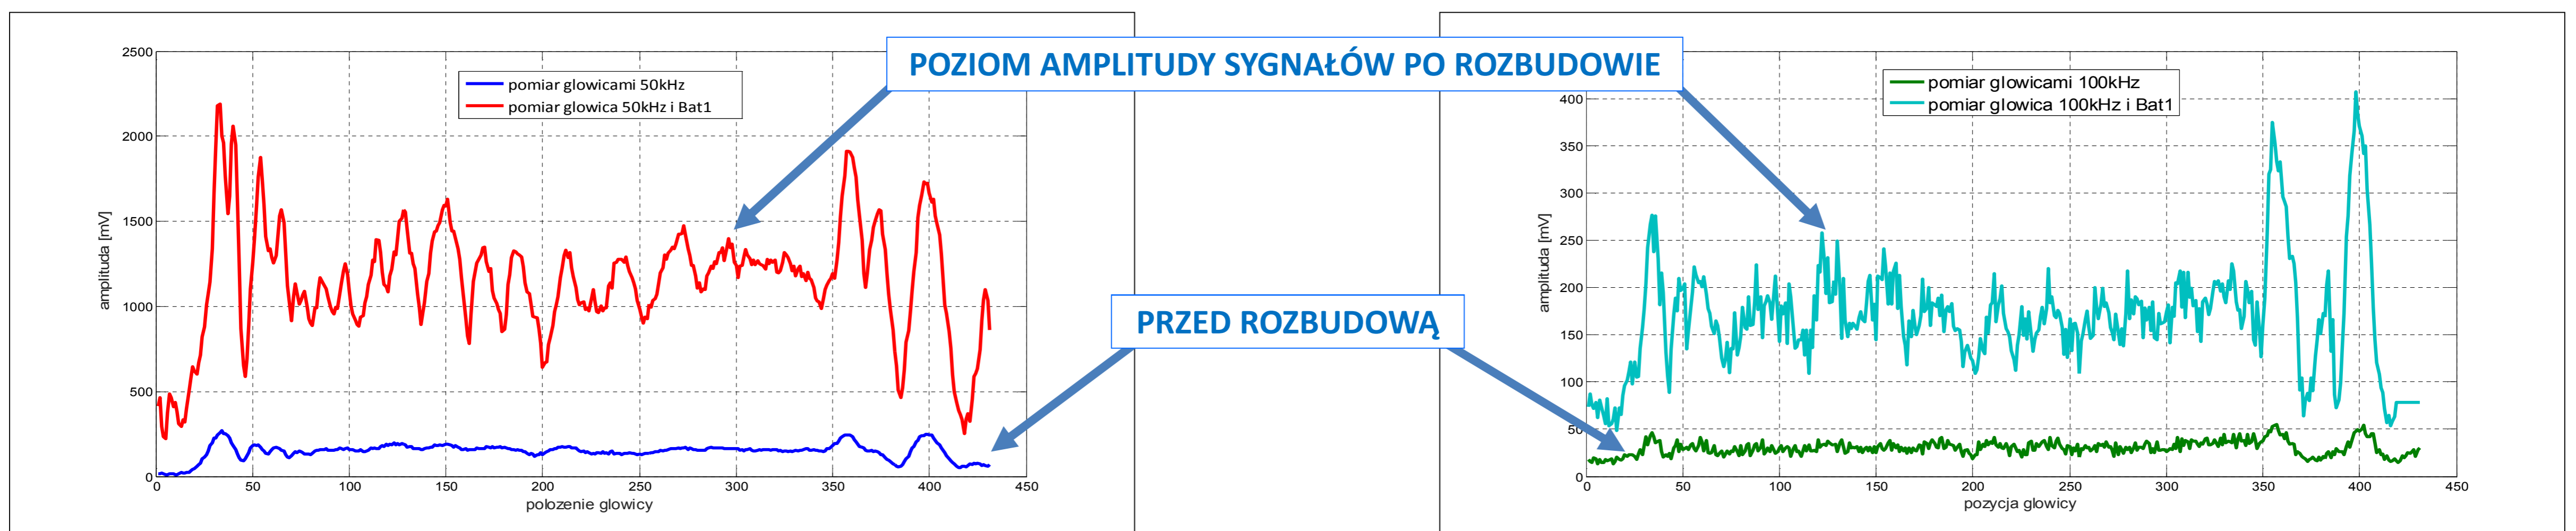 POZIOM AMPLITUDY SYGNAŁÓW PO ROZBUDOWIE
PRZED ROZBUDOWĄ
2500
2000
1500
1000
500
0
amplituda [mV]
pomiar glowicami 50kHz
pomiar glowica 50kHz i Bat1
0 50 100 150 200 250 300 350 400 450
polozenie glowicy
400
350
300
250
200
150
100
50
0
amplituda [mV]
pomiar glowicami 100kHz
pomiar glowica 100kHz i Bat1
0 50 100 150 200 250 300 350 400 450
pozycja glowicy